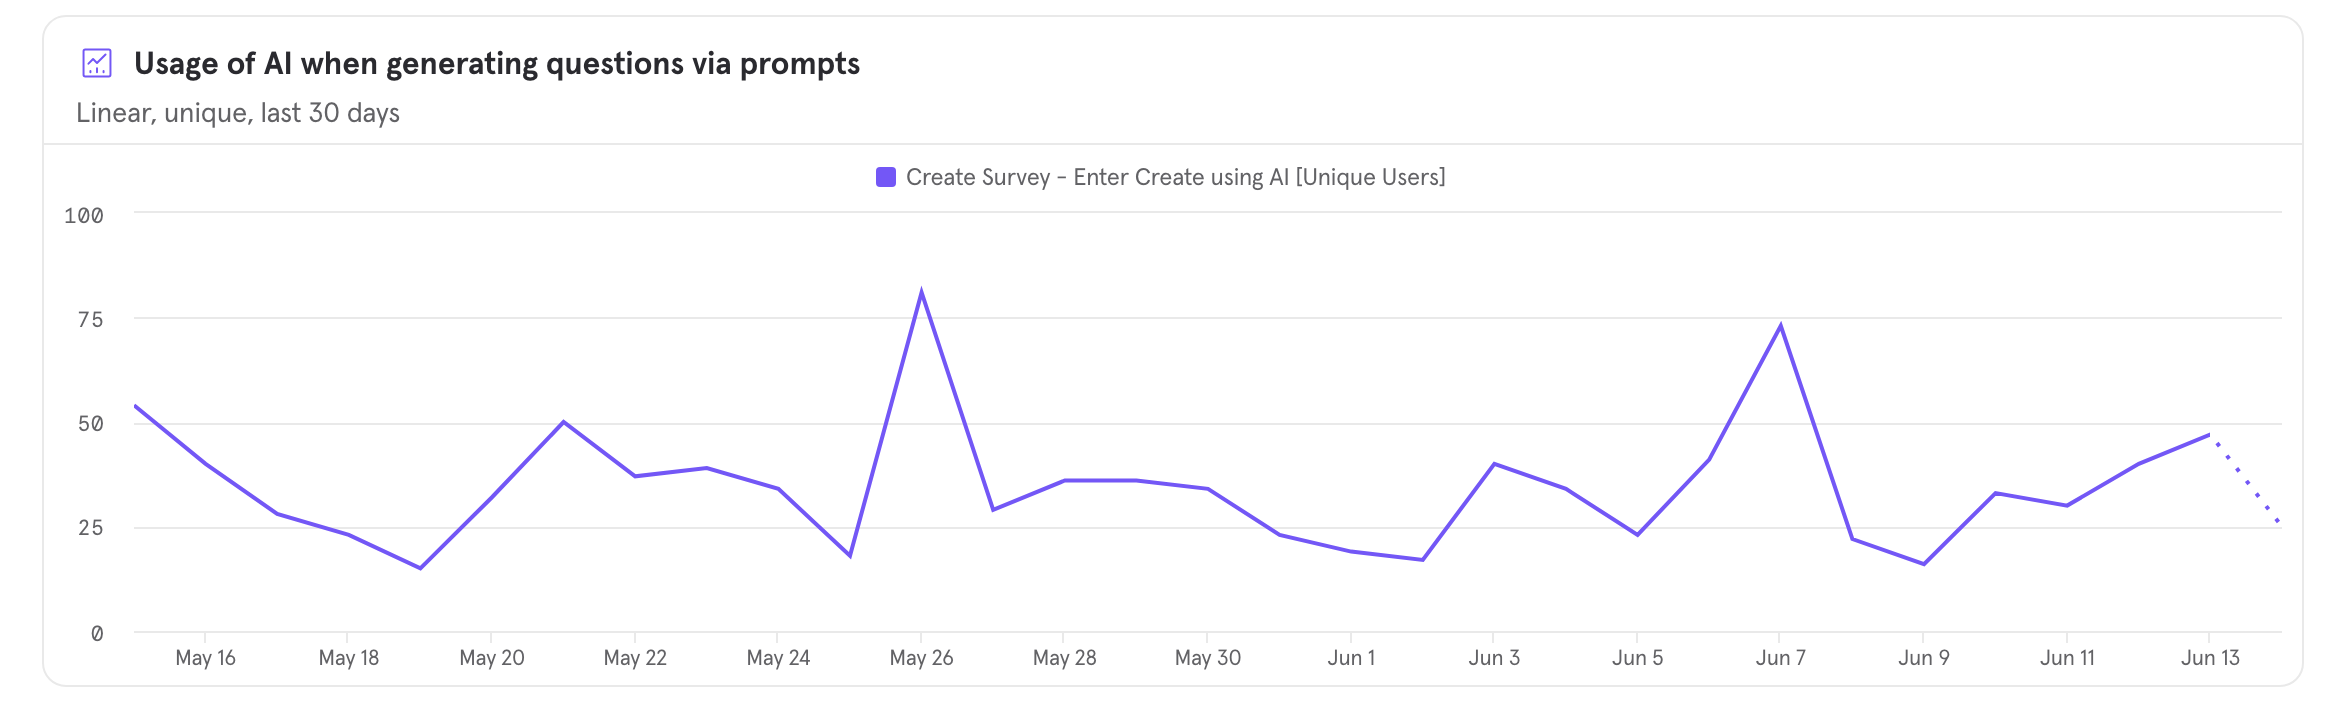 Usage of AI when generating questions via prompts
Linear, unique, last 30 days
Create Survey - Enter Create using AI [Unique Users]
100
75
50
25
0
May 16 May 18 May 20 May 22 May 24 May 26 May 28 May 30 Jun 1 Jun 3 Jun 5 Jun 7 Jun 9 Jun 11 Jun 13